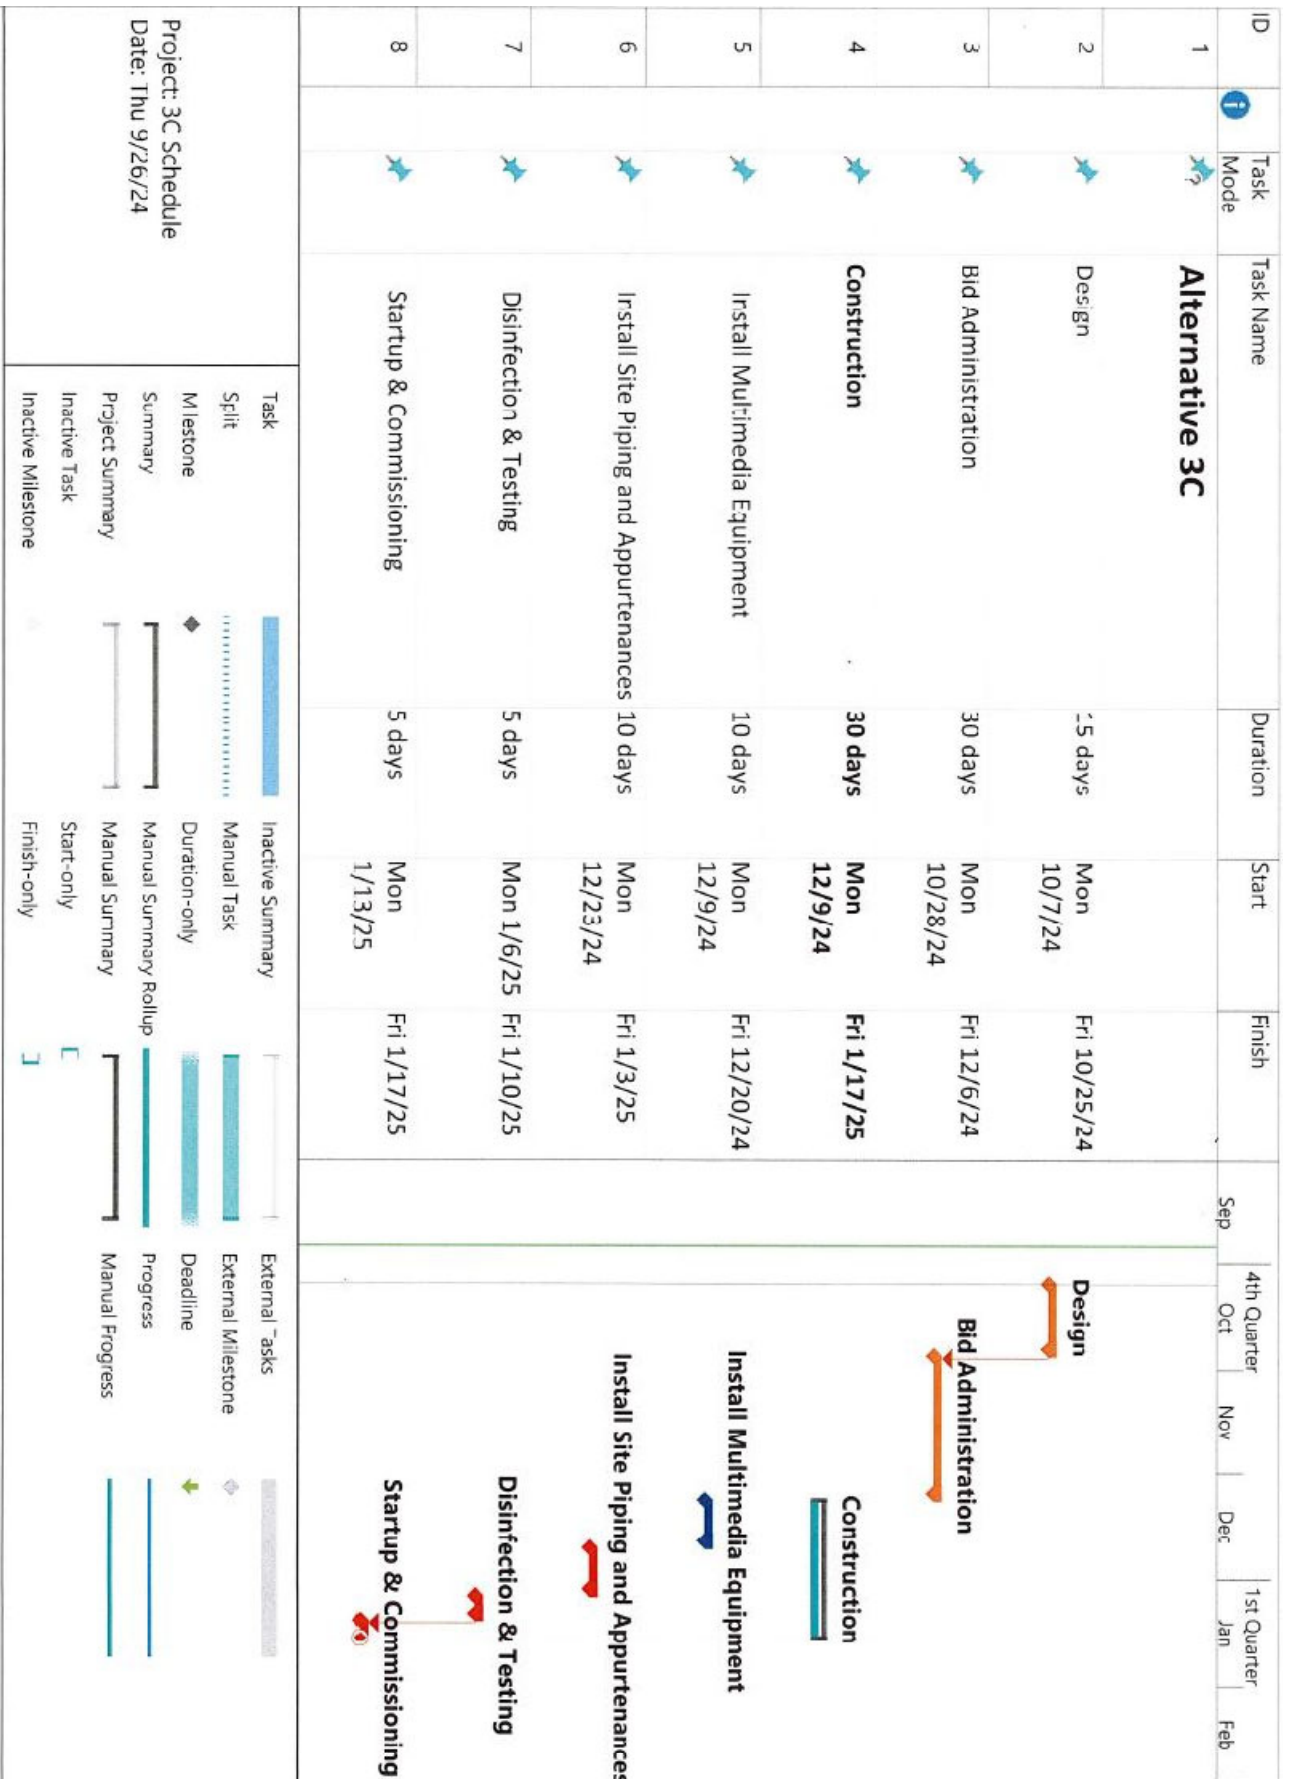 ID
Task Mode
Task Name
Duration
Start
Finish
Sep
4th Quarter
Oct
Nov
Dec
1st Quarter
Jan
Feb
1
Alternative 3C
2
Design
15 days
Mon 10/7/24
Fri 10/25/24
Design
3
Bid Administration
30 days
Mon 10/28/24
Fri 12/6/24
Bid Administration
4
Construction
30 days
Mon 12/9/24
Fri 1/17/25
Construction
5
Install Multimedia Equipment
10 days
Mon 12/9/24
Fri 12/20/24
Install Multimedia Equipment
6
Install Site Piping and Appurtenances
10 days
Mon 12/23/24
Fri 1/3/25
Install Site Piping and Appurtenances
7
Disinfection & Testing
5 days
Mon 1/6/25
Fri 1/10/25
Disinfection & Testing
8
Startup & Commissioning
5 days
Mon 1/13/25
Fri 1/17/25
Startup & Commissioning
Project: 3C Schedule
Date: Thu 9/26/24
Task
Split
Milestone
Summary
Project Summary
Inactive Task
Inactive Milestone
Inactive Summary
Manual Task
Duration-only
Manual Summary Rollup
Manual Summary
Start-only
Finish-only
External Tasks
External Milestone
Deadline
Progress
Manual Progress